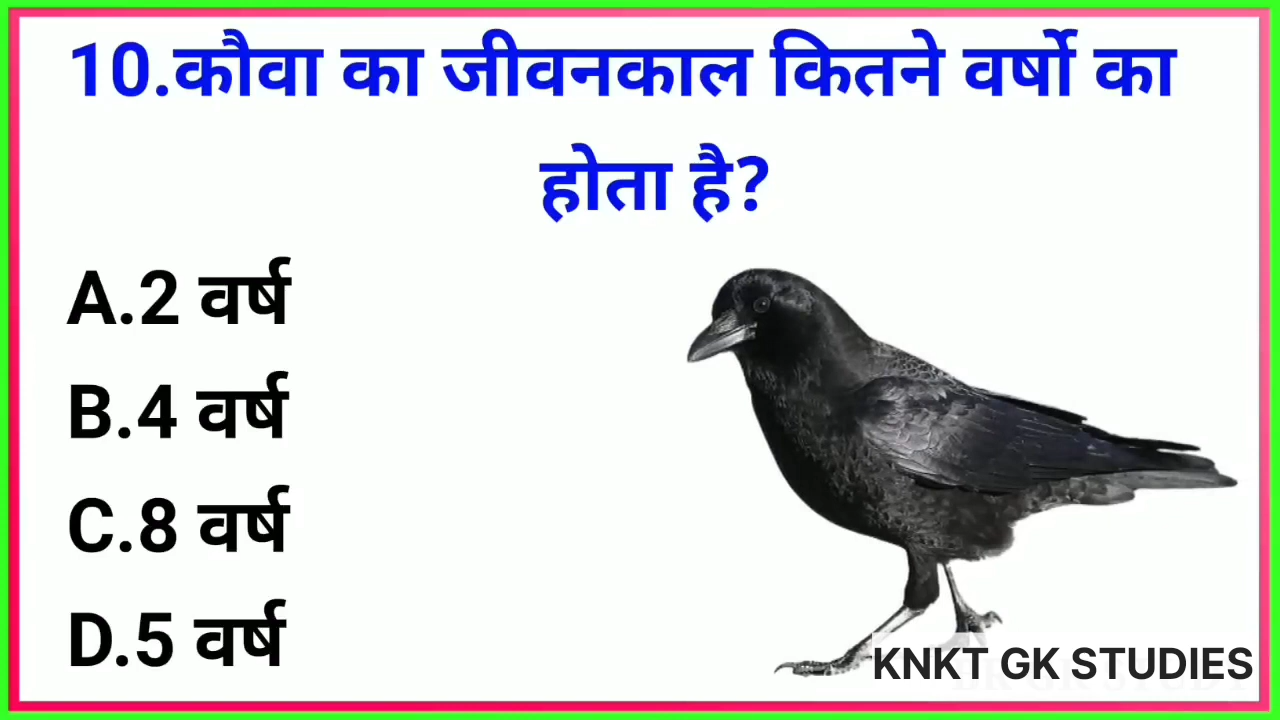 10.कौवा का जीवनकाल कितने वर्षो का
होता है?
A.2 वर्ष
B.4 वर्ष
C.8 वर्ष
D.5 वर्ष
KNKT GK STUDIES